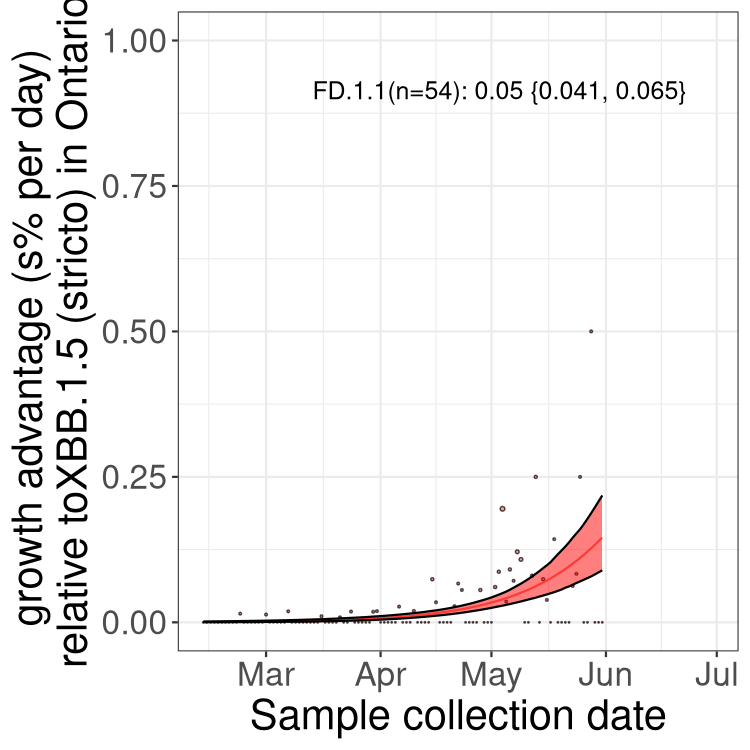 growth advantage (s% per day)
relative toXBB.1.5 (stricto) in Ontario
1.00
0.75
0.50
0.25
0.00
FD.1.1(n=54): 0.05 {0.041, 0.065}
Mar Apr May Jun Jul
Sample collection date